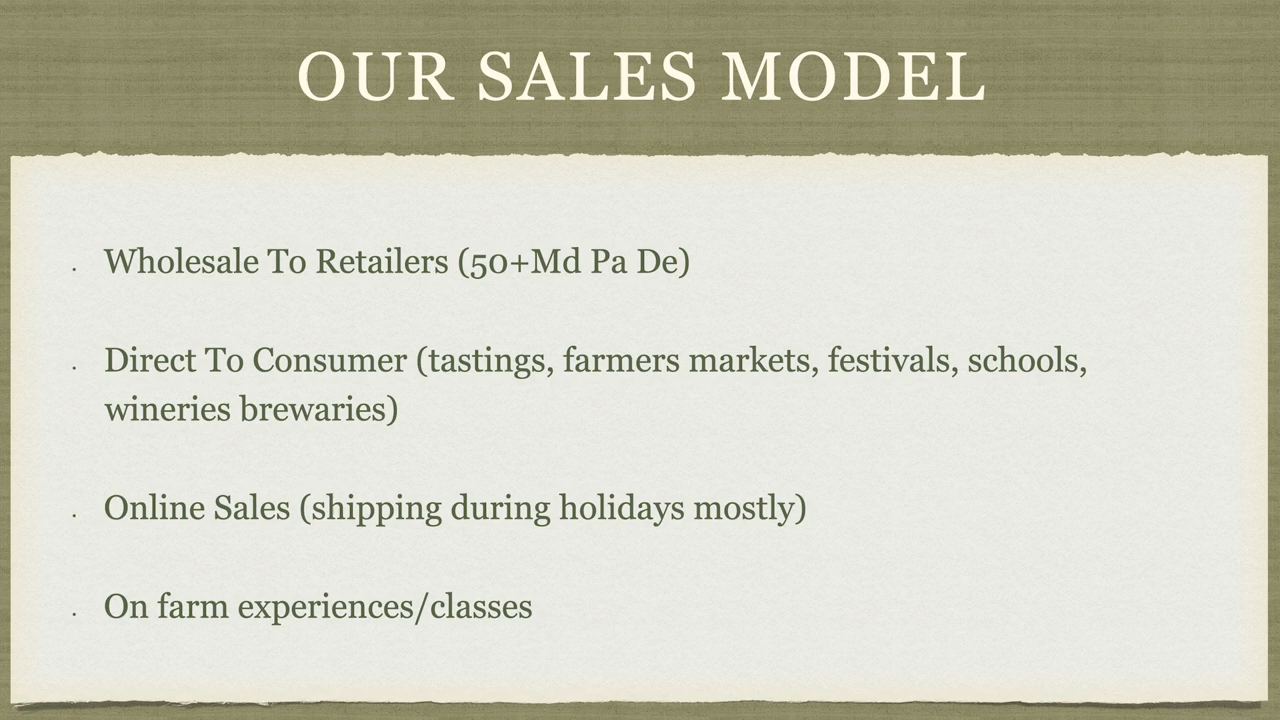 OUR SALES MODEL
. Wholesale To Retailers (50+Md Pa De)
. Direct To Consumer (tastings, farmers markets, festivals, schools,
wineries brewaries)
. Online Sales (shipping during holidays mostly)
. On farm experiences/classes